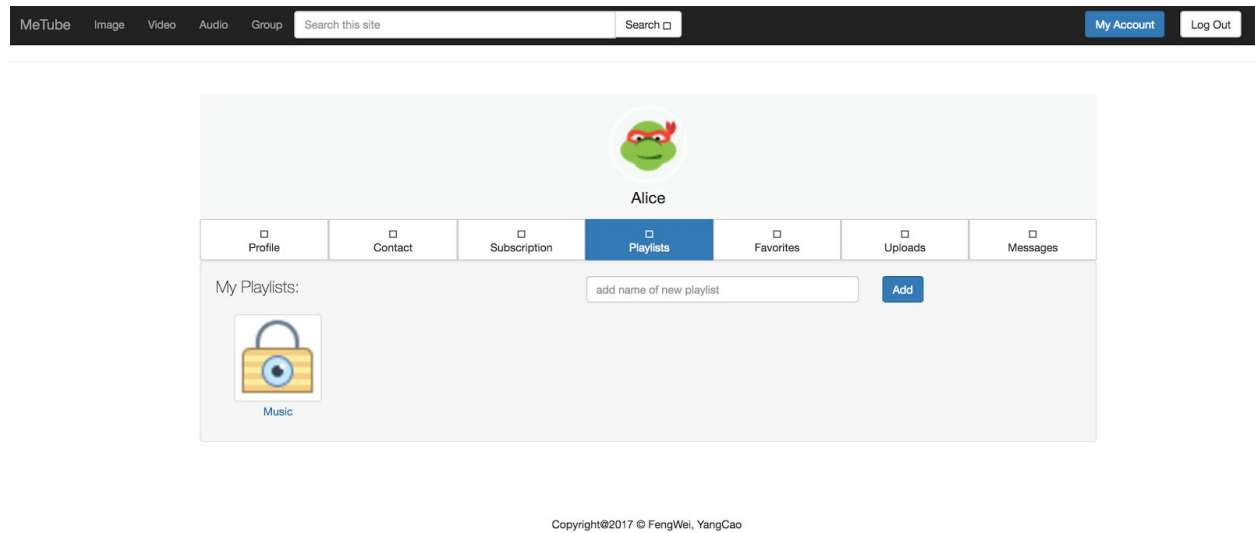 MeTube Image Video Audio Group Search this site Search My Account Log Out
Alice
Profile Contact Subscription Playlists Favorites Uploads Messages
My Playlists: add name of new playlist Add
Music
Copyright@2017 © FengWei, YangCao